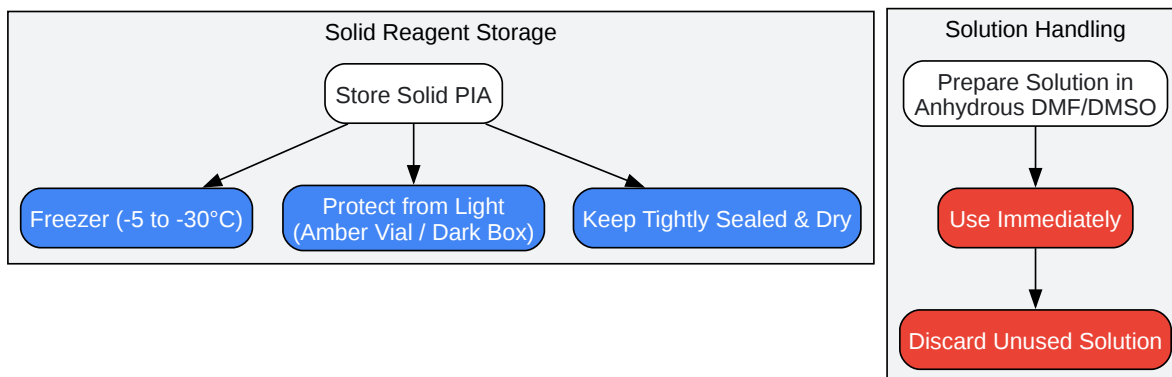 Solid Reagent Storage
Store Solid PIA
Freezer (-5 to -30°C)
Protect from Light
(Amber Vial / Dark Box)
Keep Tightly Sealed & Dry
Solution Handling
Prepare Solution in
Anhydrous DMF/DMSO
Use Immediately
Discard Unused Solution